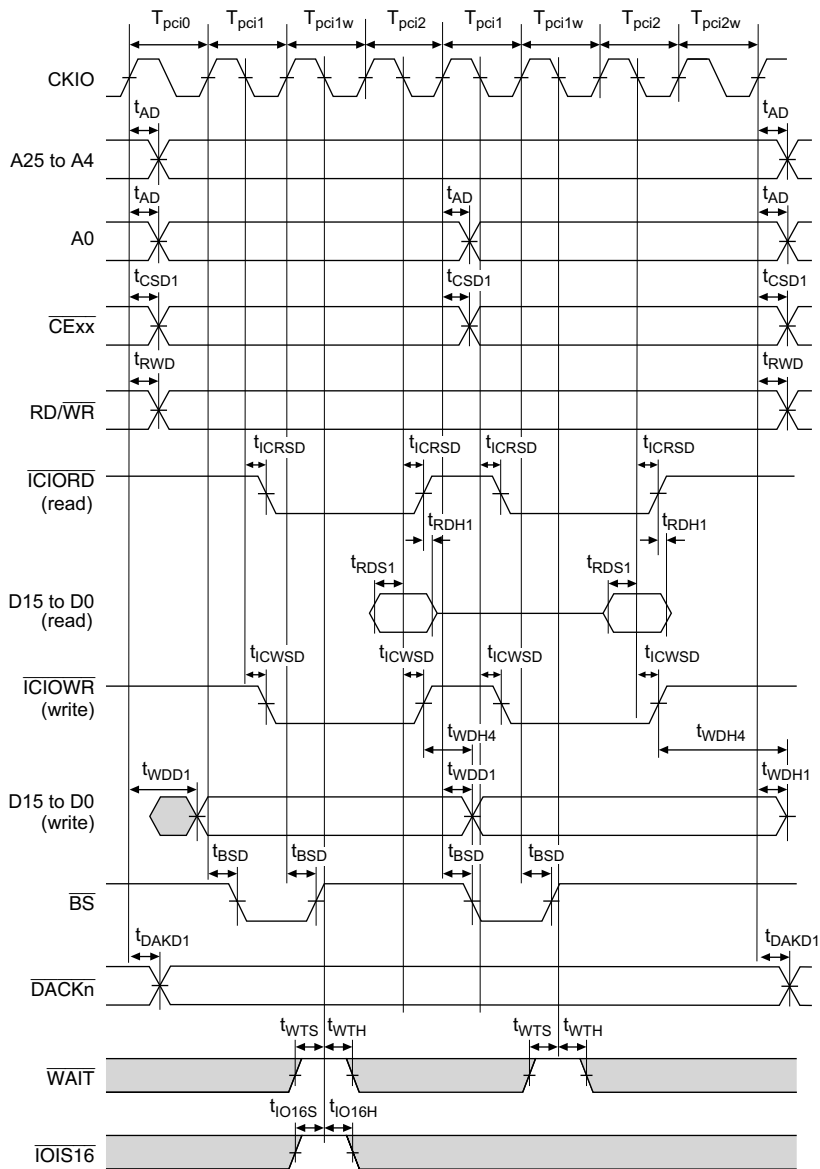 Tpci0 Tpci1 Tpci1w Tpci2 Tpci1 Tpci1w Tpci2 Tpci2w
CKIO
tAD tAD
A25 to A4
tAD tAD tAD
A0
tCSD1 tCSD1 tCSD1
CExx
tRWD tRWD
RD/WR
tICRSD tICRSD tICRSD tICRSD
ICIORD
(read)
tRDH1 tRDH1
tRDS1 tRDS1
D15 to D0
(read)
tICWSD tICWSD tICWSD tICWSD
ICIOWR
(write)
tWDH4 tWDH4
tWDD1 tWDD1 tWDH1
D15 to D0
(write)
tBSD tBSD tBSD tBSD
BS
tDAKD1 tDAKD1
DACKn
tWTS tWTH tWTS tWTH
WAIT
tIO16S tIO16H
IOIS16